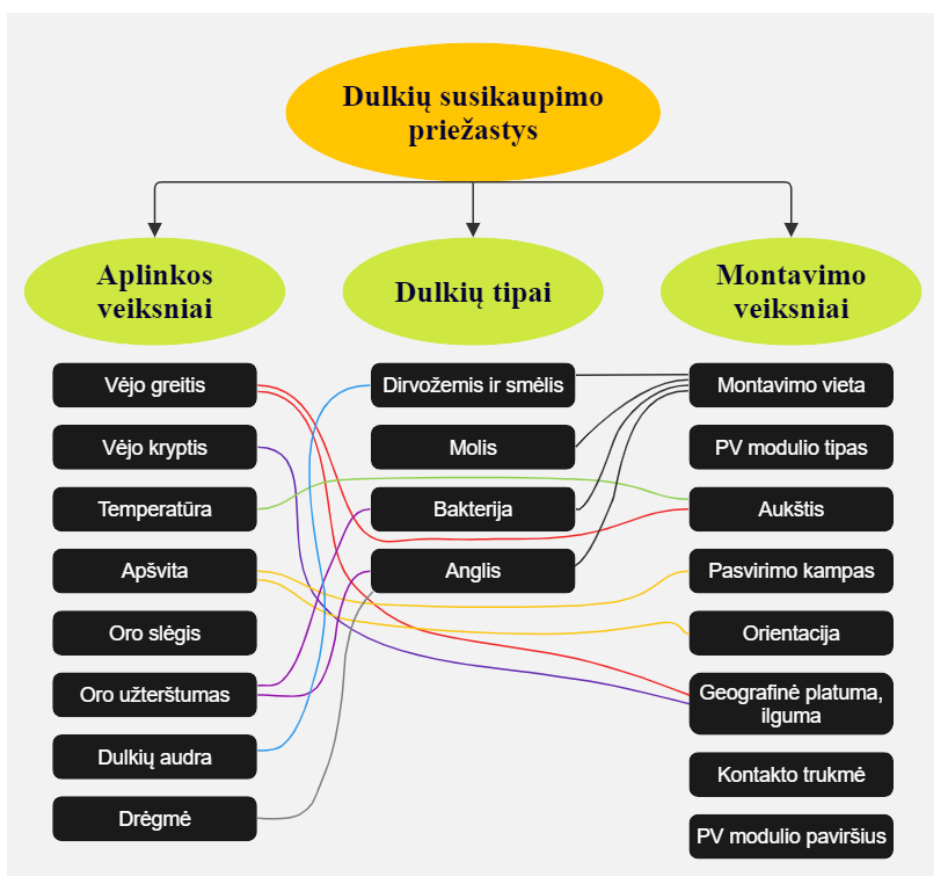 Dulkių susikaupimo
priežastys
Aplinkos
veiksniai
Dulkių tipai
Montavimo
veiksniai
Vėjo greitis
Vėjo kryptis
Temperatūra
Apšvita
Oro slėgis
Oro užterštumas
Dulkių audra
Drėgmė
Dirvožemis ir smėlis
Molis
Bakterija
Anglis
Montavimo vieta
PV modulio tipas
Aukštis
Pasvirimo kampas
Orientacija
Geografinė platuma,
ilguma
Kontakto trukmė
PV modulio paviršius